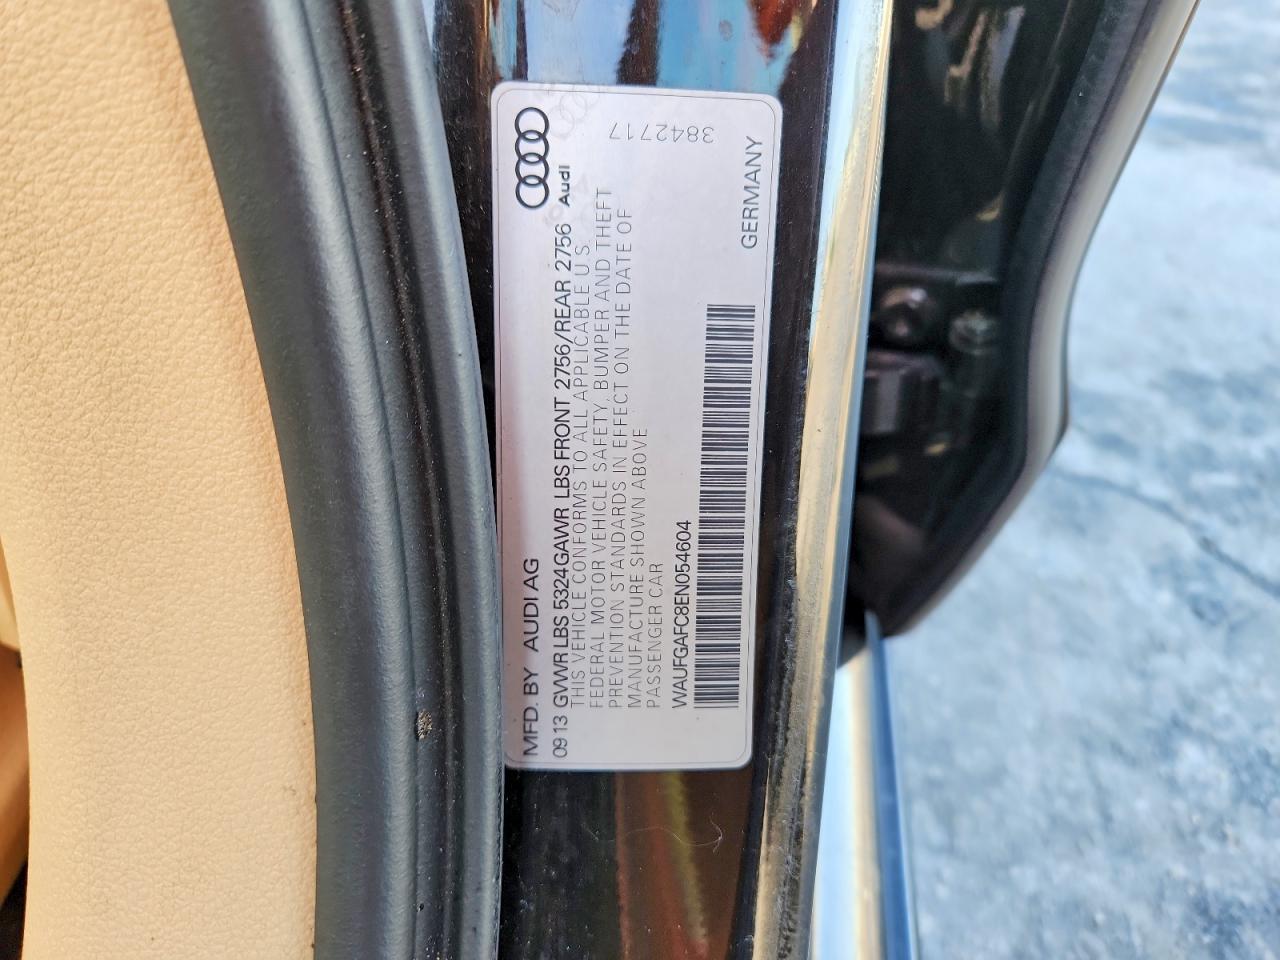 Audi
MFD. BY AUDI AG
09 13 GVWR LBS 5324GAWR LBS FRONT 2756/REAR 2756
THIS VEHICLE CONFORMS TO ALL APPLICABLE U.S.
FEDERAL MOTOR VEHICLE SAFETY, BUMPER AND THEFT
PREVENTION STANDARDS IN EFFECT ON THE DATE OF
MANUFACTURE SHOWN ABOVE
PASSENGER CAR
WAUFGAFC8EN054604
GERMANY
3842717